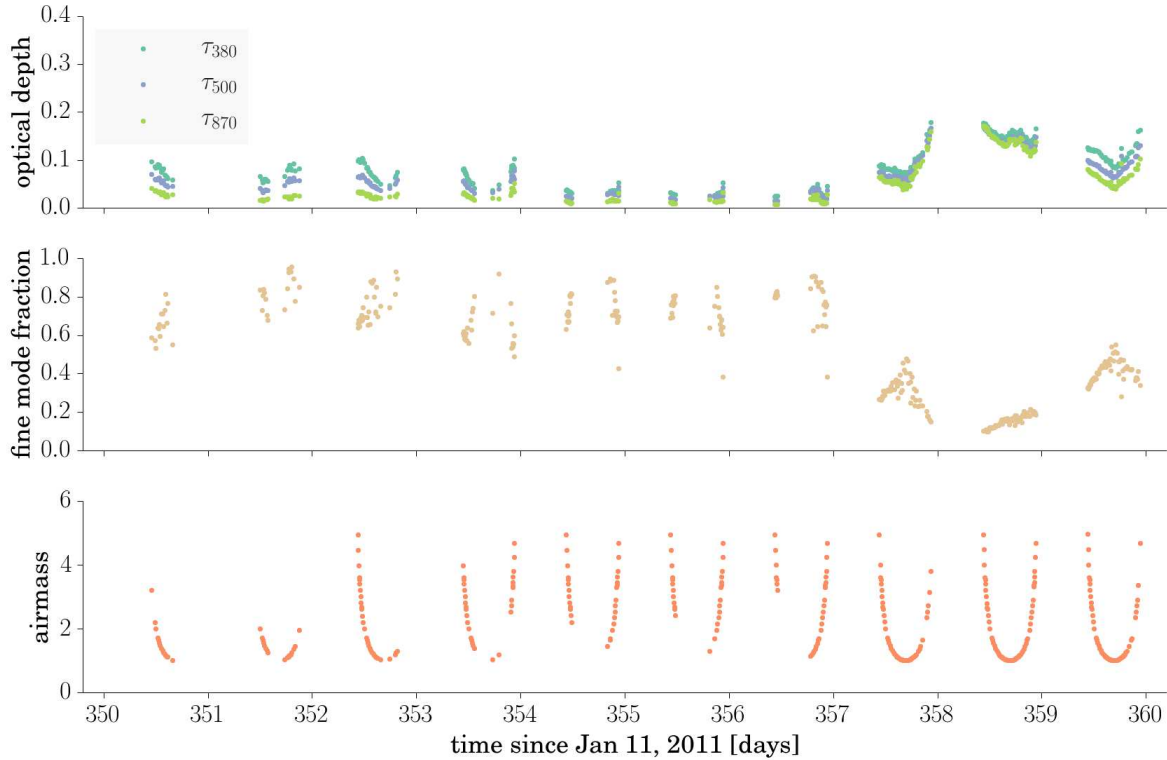 optical depth
0.4
0.3
0.2
0.1
0.0
τ380
τ500
τ870
fine mode fraction
1.0
0.8
0.6
0.4
0.2
0.0
airmass
6
4
2
0
350 351 352 353 354 355 356 357 358 359 360
time since Jan 11, 2011 [days]